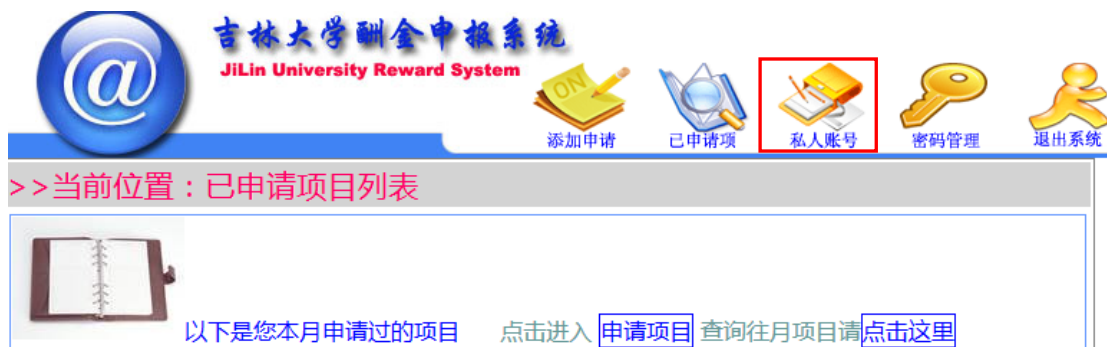 吉林大学酬金申报系统
JiLin University Reward System
ON
添加申请 已申请项 私人账号 密码管理 退出系统
>>当前位置：已申请项目列表
以下是您本月申请过的项目 点击进入 申请项目 查询往月项目请点击这里